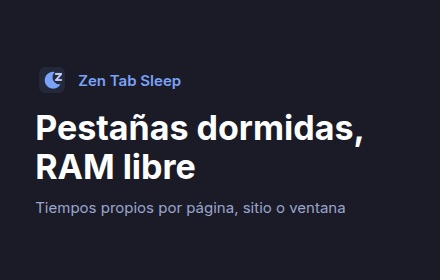 Zen Tab Sleep
Pestañas dormidas,
RAM libre
Tiempos propios por página, sitio o ventana